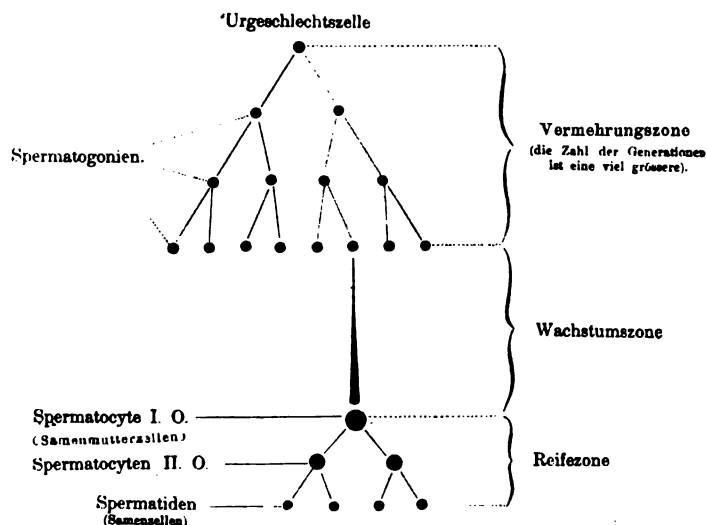 Urgeschlechtszelle
Spermatogonien.
Vermehrungszone
(die Zahl der Generationen
ist eine viel grössere).
Wachstumszone
Spermatocyte I. O.
(Samenmutterzellen)
Spermatocyten II. O.
Reifezone
Spermatiden
(Samenzellen)